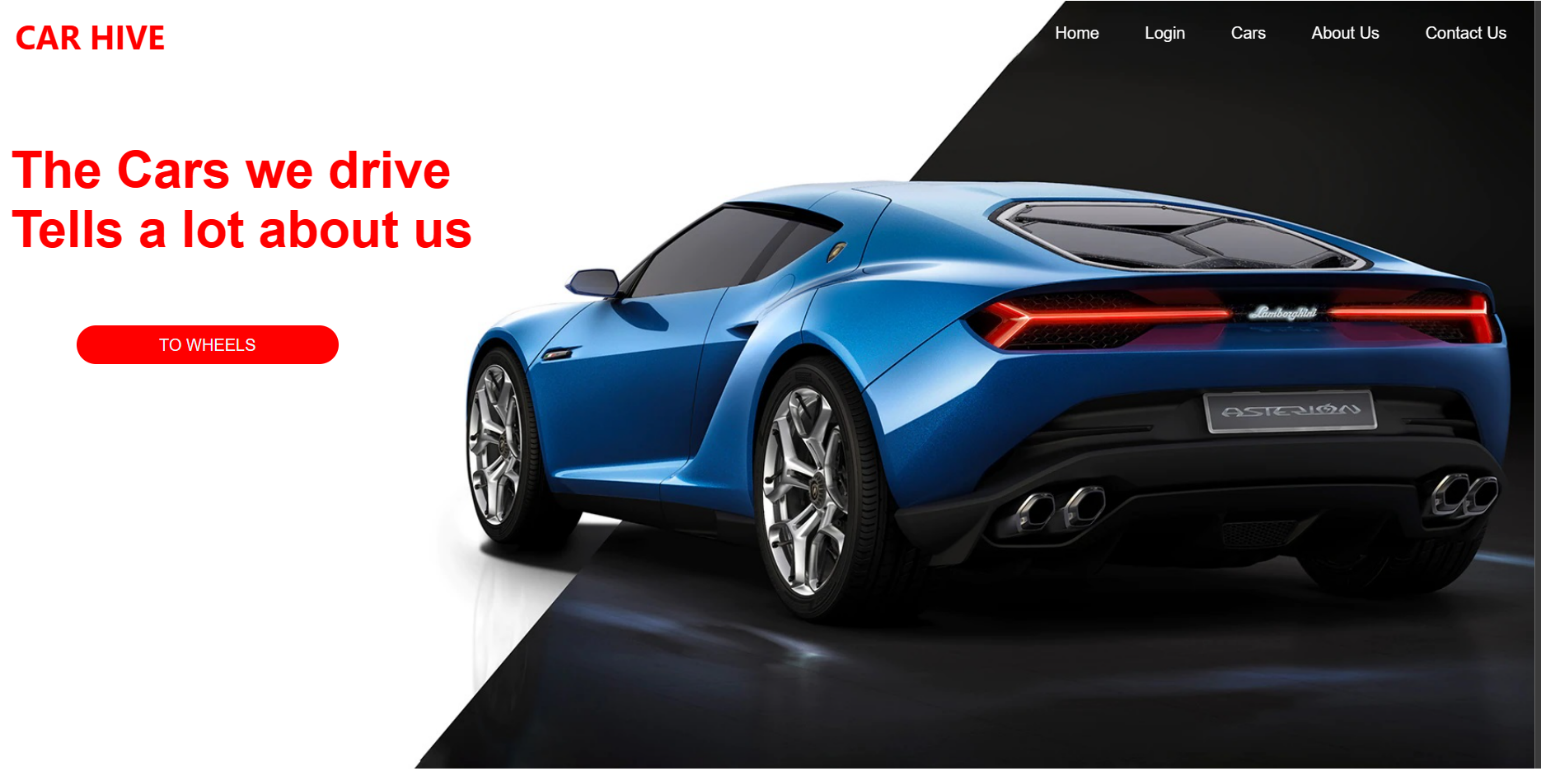 CAR HIVE
Home Login Cars About Us Contact Us
The Cars we drive
Tells a lot about us
TO WHEELS
Lamborghini
ASTERION